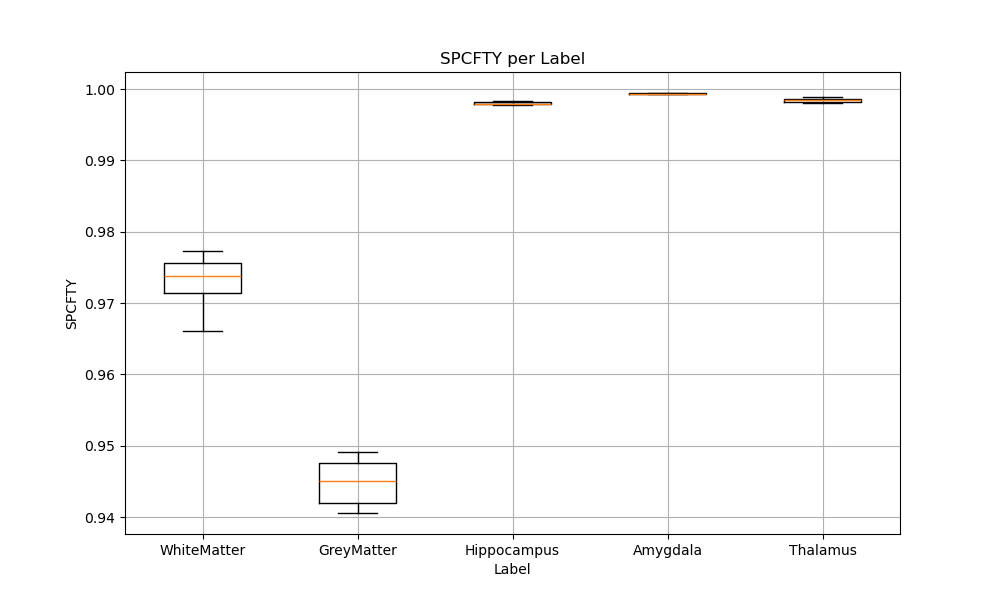 SPCFTY per Label
1.00
0.99
0.98
0.97
0.96
0.95
0.94
SPCFTY
WhiteMatter GreyMatter Hippocampus Amygdala Thalamus
Label